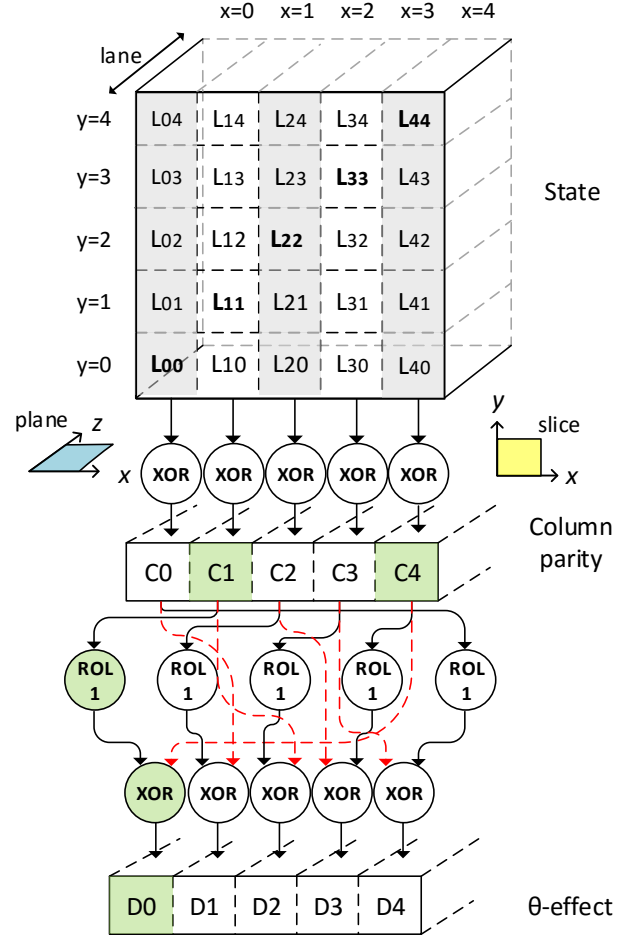 x=0 x=1 x=2 x=3 x=4
lane
y=4 L04 L14 L24 L34 L44
y=3 L03 L13 L23 L33 L43
State
y=2 L02 L12 L22 L32 L42
y=1 L01 L11 L21 L31 L41
y=0 L00 L10 L20 L30 L40
plane z x
y slice x
XOR XOR XOR XOR XOR
Column
parity
C0 C1 C2 C3 C4
ROL ROL ROL ROL ROL
1 1 1 1 1
XOR XOR XOR XOR XOR
D0 D1 D2 D3 D4
θ-effect